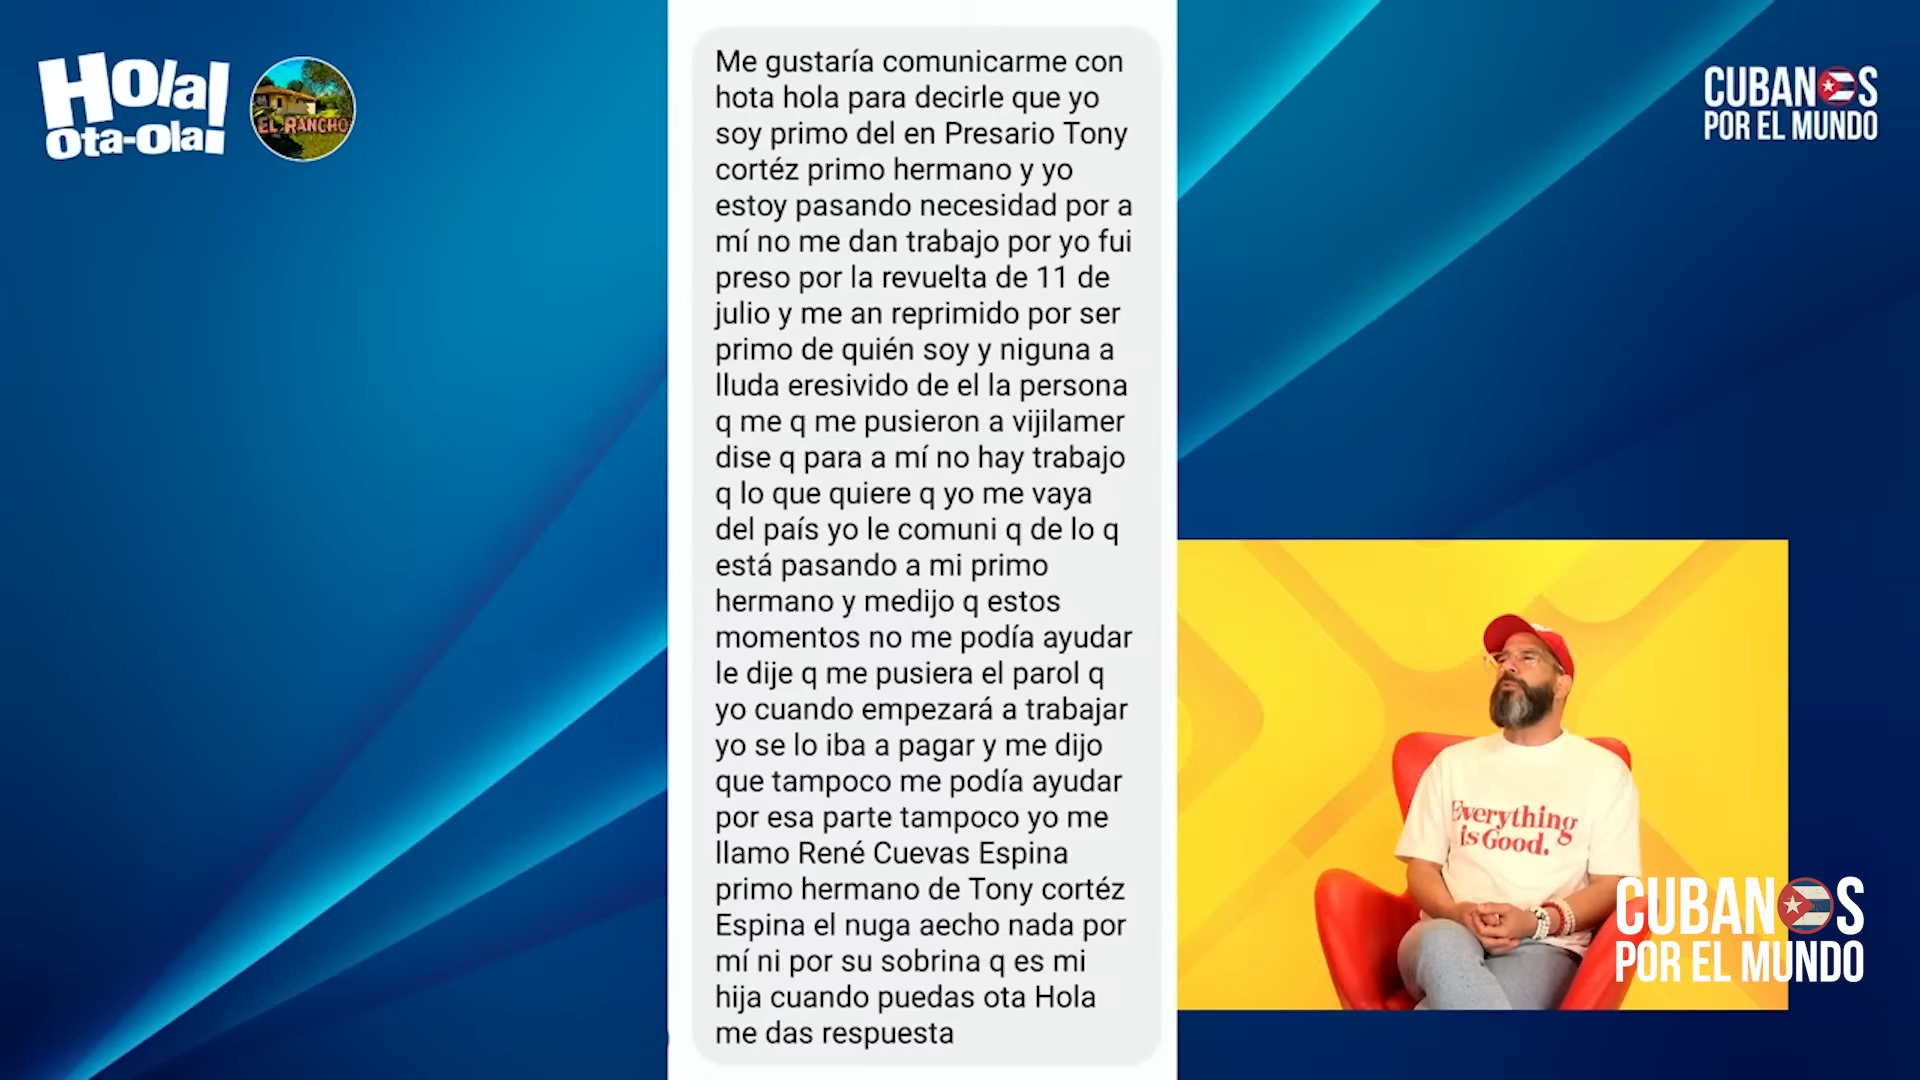 Hola!
Ota-Ola!
EL RANCHO
CUBANOS
POR EL MUNDO
Me gustaría comunicarme con
hota hola para decirle que yo
soy primo del en Presario Tony
cortéz primo hermano y yo
estoy pasando necesidad por a
mí no me dan trabajo por yo fui
preso por la revuelta de 11 de
julio y me an reprimido por ser
primo de quién soy y niguna a
lluda eresivido de el la persona
q me q me pusieron a vijilamer
dise q para a mí no hay trabajo
q lo que quiere q yo me vaya
del país yo le comuni q de lo q
está pasando a mi primo
hermano y medijo q estos
momentos no me podía ayudar
le dije q me pusiera el parol q
yo cuando empezará a trabajar
yo se lo iba a pagar y me dijo
que tampoco me podía ayudar
por esa parte tampoco yo me
llamo René Cuevas Espina
primo hermano de Tony cortéz
Espina el nuga aecho nada por
mí ni por su sobrina q es mi
hija cuando puedas ota Hola
me das respuesta
Everything
is Good.
CUBANOS
POR EL MUNDO